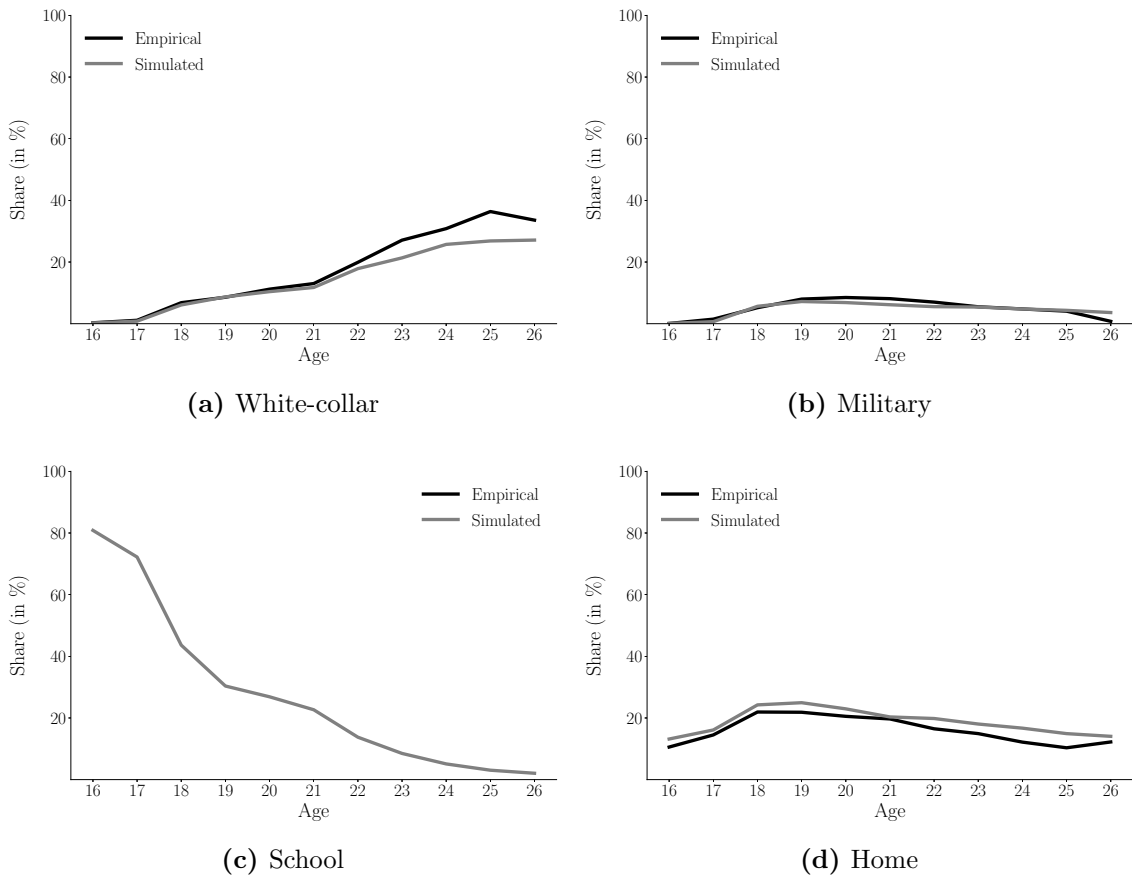 100
80
60
40
20
Share (in %)
Empirical
Simulated
16 17 18 19 20 21 22 23 24 25 26
Age
(a) White-collar
100
80
60
40
20
Share (in %)
Empirical
Simulated
16 17 18 19 20 21 22 23 24 25 26
Age
(b) Military
100
80
60
40
20
Share (in %)
Empirical
Simulated
16 17 18 19 20 21 22 23 24 25 26
Age
(c) School
100
80
60
40
20
Share (in %)
Empirical
Simulated
16 17 18 19 20 21 22 23 24 25 26
Age
(d) Home